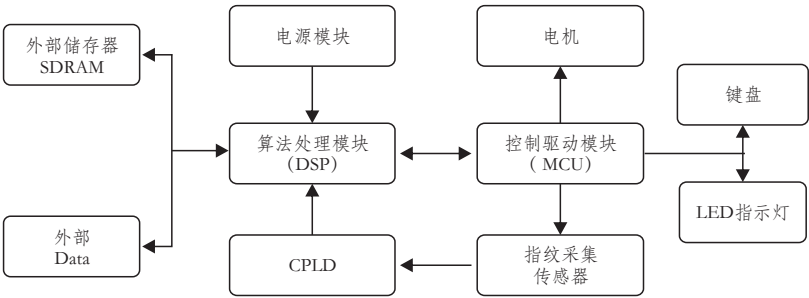 外部储存器
SDRAM
电源模块
电机
键盘
算法处理模块
（DSP）
控制驱动模块
（ MCU）
LED指示灯
外部
Data
CPLD
指纹采集
传感器